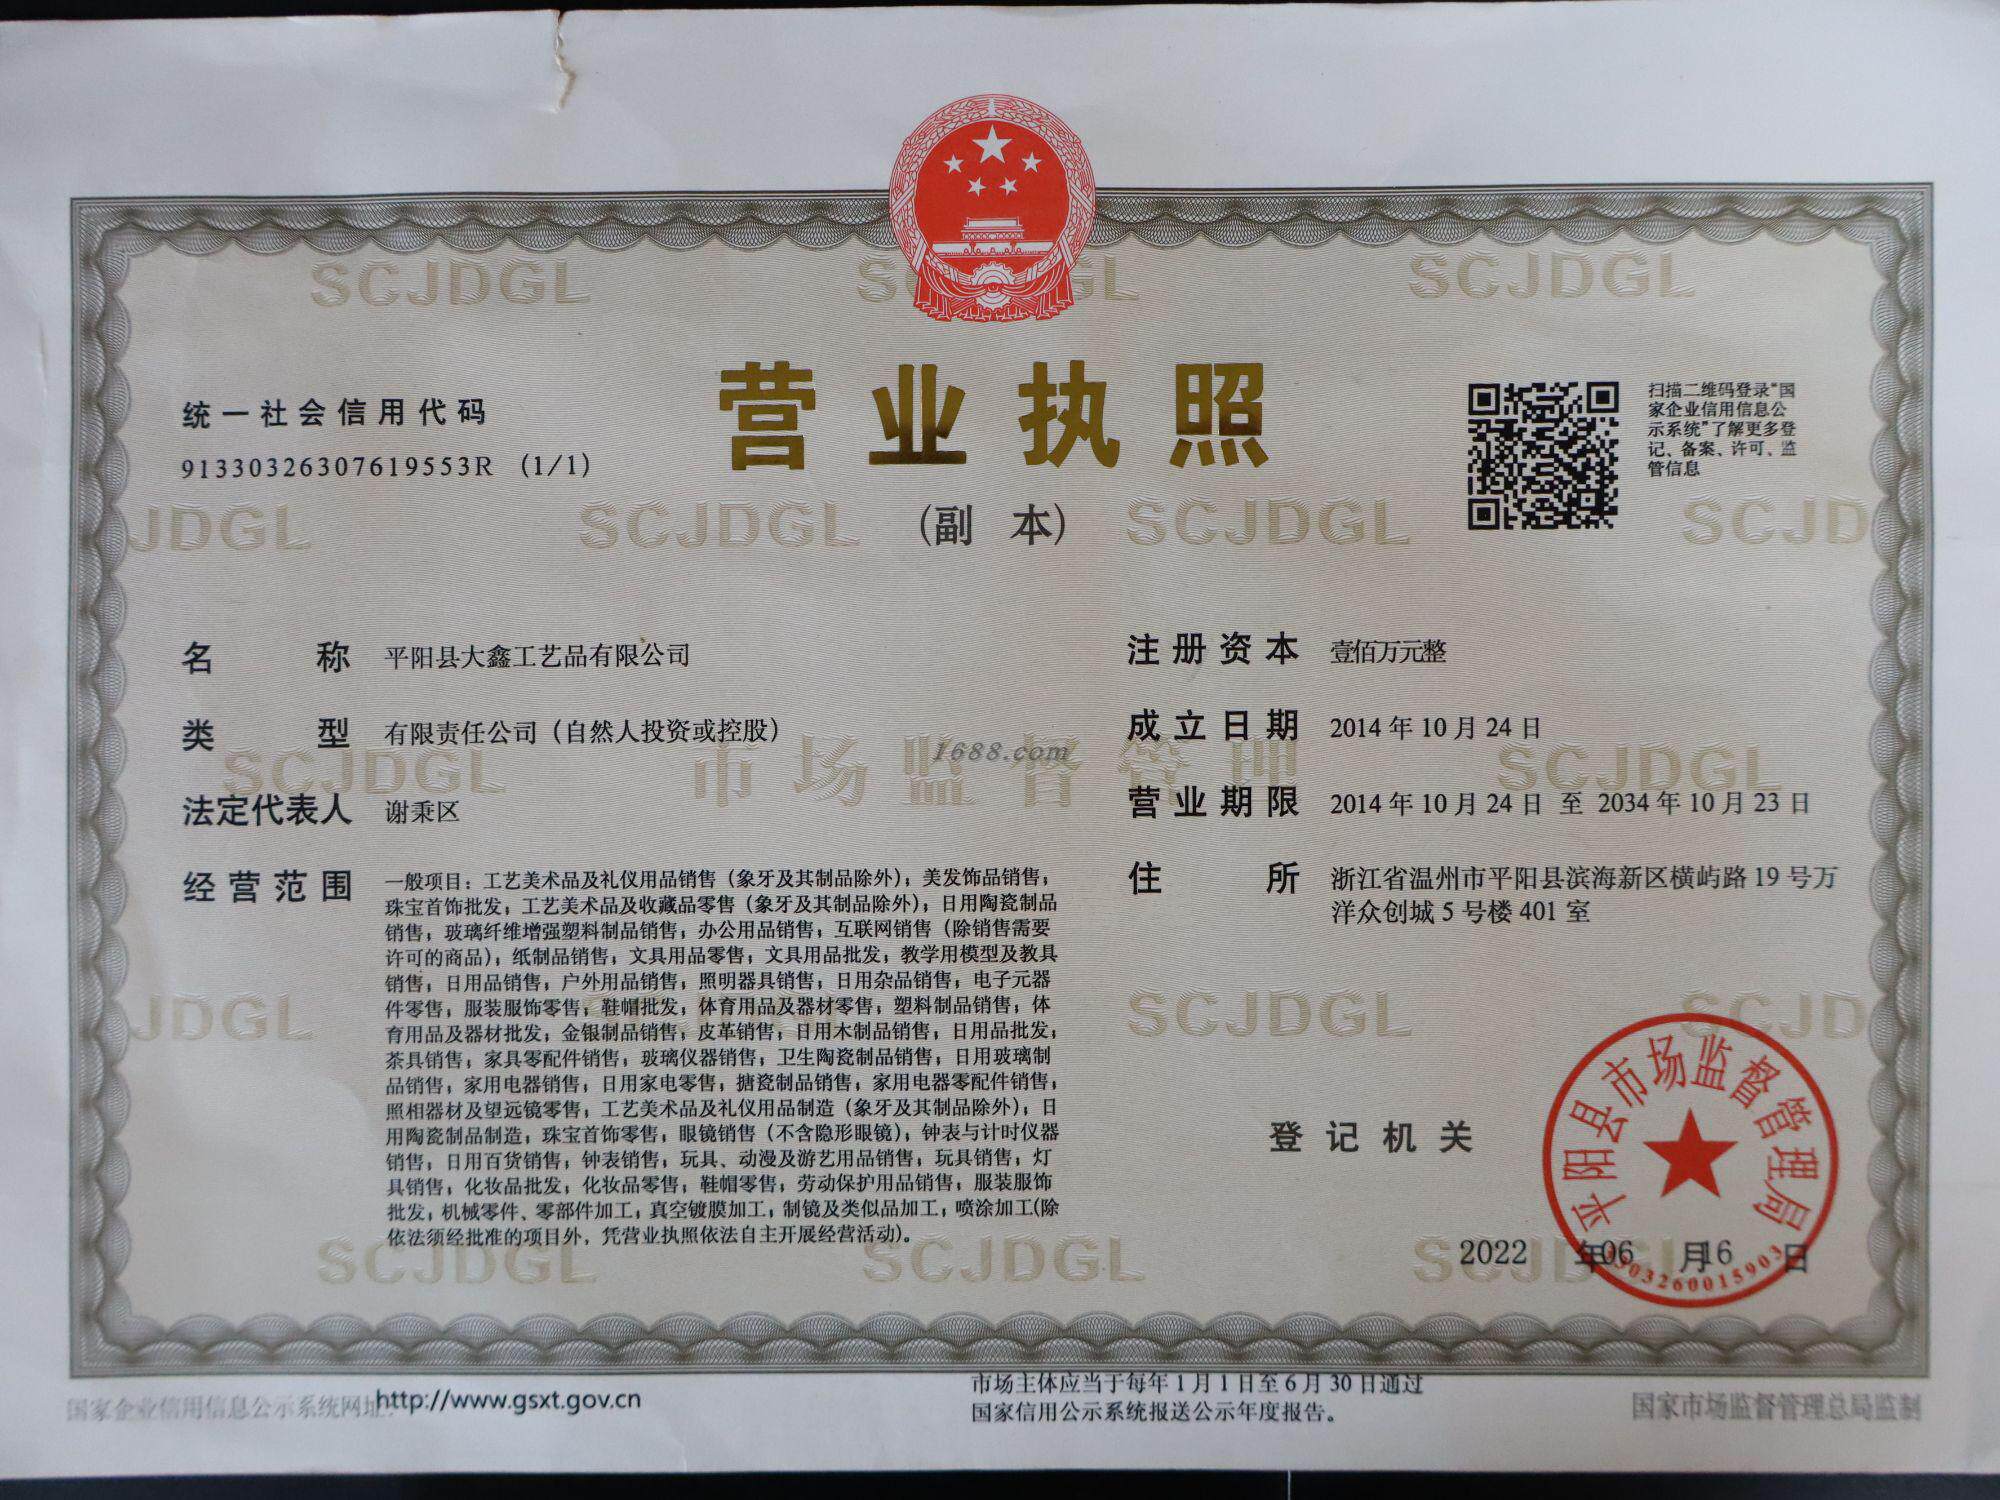 统一社会信用代码
91330326307619553R (1/1)
营业执照
(副 本)
扫描二维码登录"国
家企业信用信息公
示系统"了解更多登
记、备案、许可、监
管信息
名称 平阳县大鑫工艺品有限公司
类型 有限责任公司（自然人投资或控股）
法定代表人 谢秉区
经营范围 一般项目：工艺美术品及礼仪用品销售（象牙及其制品除外）；美发饰品销售；
珠宝首饰批发；工艺美术品及收藏品零售（象牙及其制品除外）；日用陶瓷制品
销售；玻璃纤维增强塑料制品销售；办公用品销售；互联网销售（除销售需要
许可的商品）；纸制品销售；文具用品零售；文具用品批发；教学用模型及教具
销售；日用品销售；户外用品销售；照明器具销售；日用杂品销售；电子元器
件零售；服装服饰零售；鞋帽批发；体育用品及器材零售；塑料制品销售；体
育用品及器材批发；金银制品销售；皮革销售；日用木制品销售；日用品批发；
茶具销售；家具零配件销售；玻璃仪器销售；卫生陶瓷制品销售；日用玻璃制
品销售；家用电器销售；日用家电零售；搪瓷制品销售；家用电器零配件销售；
照相器材及望远镜零售；工艺美术品及礼仪用品制造（象牙及其制品除外）；日
用陶瓷制品制造；珠宝首饰零售；眼镜销售（不含隐形眼镜）；钟表与计时仪器
销售；日用百货销售；钟表销售；玩具、动漫及游艺用品销售；玩具销售；灯
具销售；化妆品批发；化妆品零售；鞋帽零售；劳动保护用品销售；服装服饰
批发；机械零件、零部件加工；真空镀膜加工；制镜及类似品加工；喷涂加工(除
依法须经批准的项目外，凭营业执照依法自主开展经营活动)。
注册资本 壹佰万元整
成立日期 2014年10月24日
营业期限 2014年10月24日 至 2034年10月23日
住所 浙江省温州市平阳县滨海新区横屿路19号万
洋众创城5号楼401室
登记机关
平阳县市场监督管理局
2022 年06 月16 日
1688.com
市场监督管理
SCJDGL
国家企业信用信息公示系统网址：http://www.gsxt.gov.cn
市场主体应当于每年1月1日至6月30日通过
国家信用公示系统报送公示年度报告。
国家市场监督管理总局监制